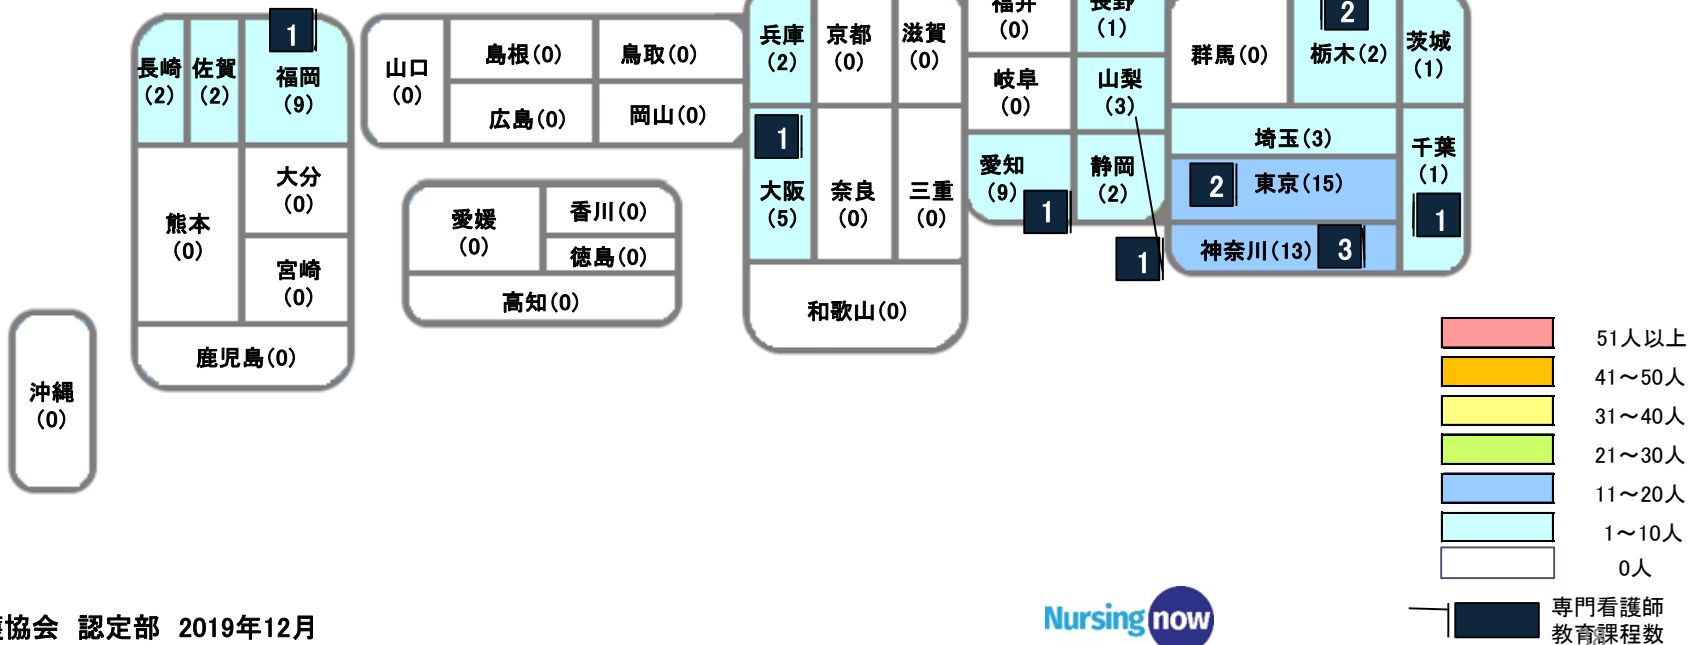 1
長崎
(2)
佐賀
(2)
福岡
(9)
熊本
(0)
大分
(0)
宮崎
(0)
鹿児島(0)
沖縄
(0)
山口
(0)
島根(0)
鳥取(0)
広島(0)
岡山(0)
愛媛
(0)
香川(0)
徳島(0)
高知(0)
兵庫
(2)
京都
(0)
滋賀
(0)
1
大阪
(5)
奈良
(0)
三重
(0)
和歌山(0)
福井
(0)
長野
(1)
岐阜
(0)
山梨
(3)
愛知
(9)
1
静岡
(2)
1
群馬(0)
2
栃木(2)
茨城
(1)
埼玉(3)
2
東京(15)
神奈川(13)
3
千葉
(1)
1
51人以上
41～50人
31～40人
21～30人
11～20人
1～10人
0人
専門看護師
教育課程数
協会 認定部 2019年12月
Nursing now